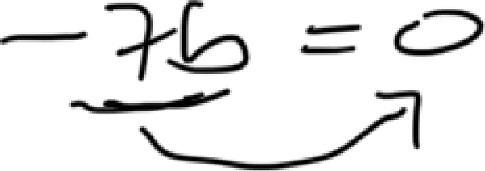 -7b = 0